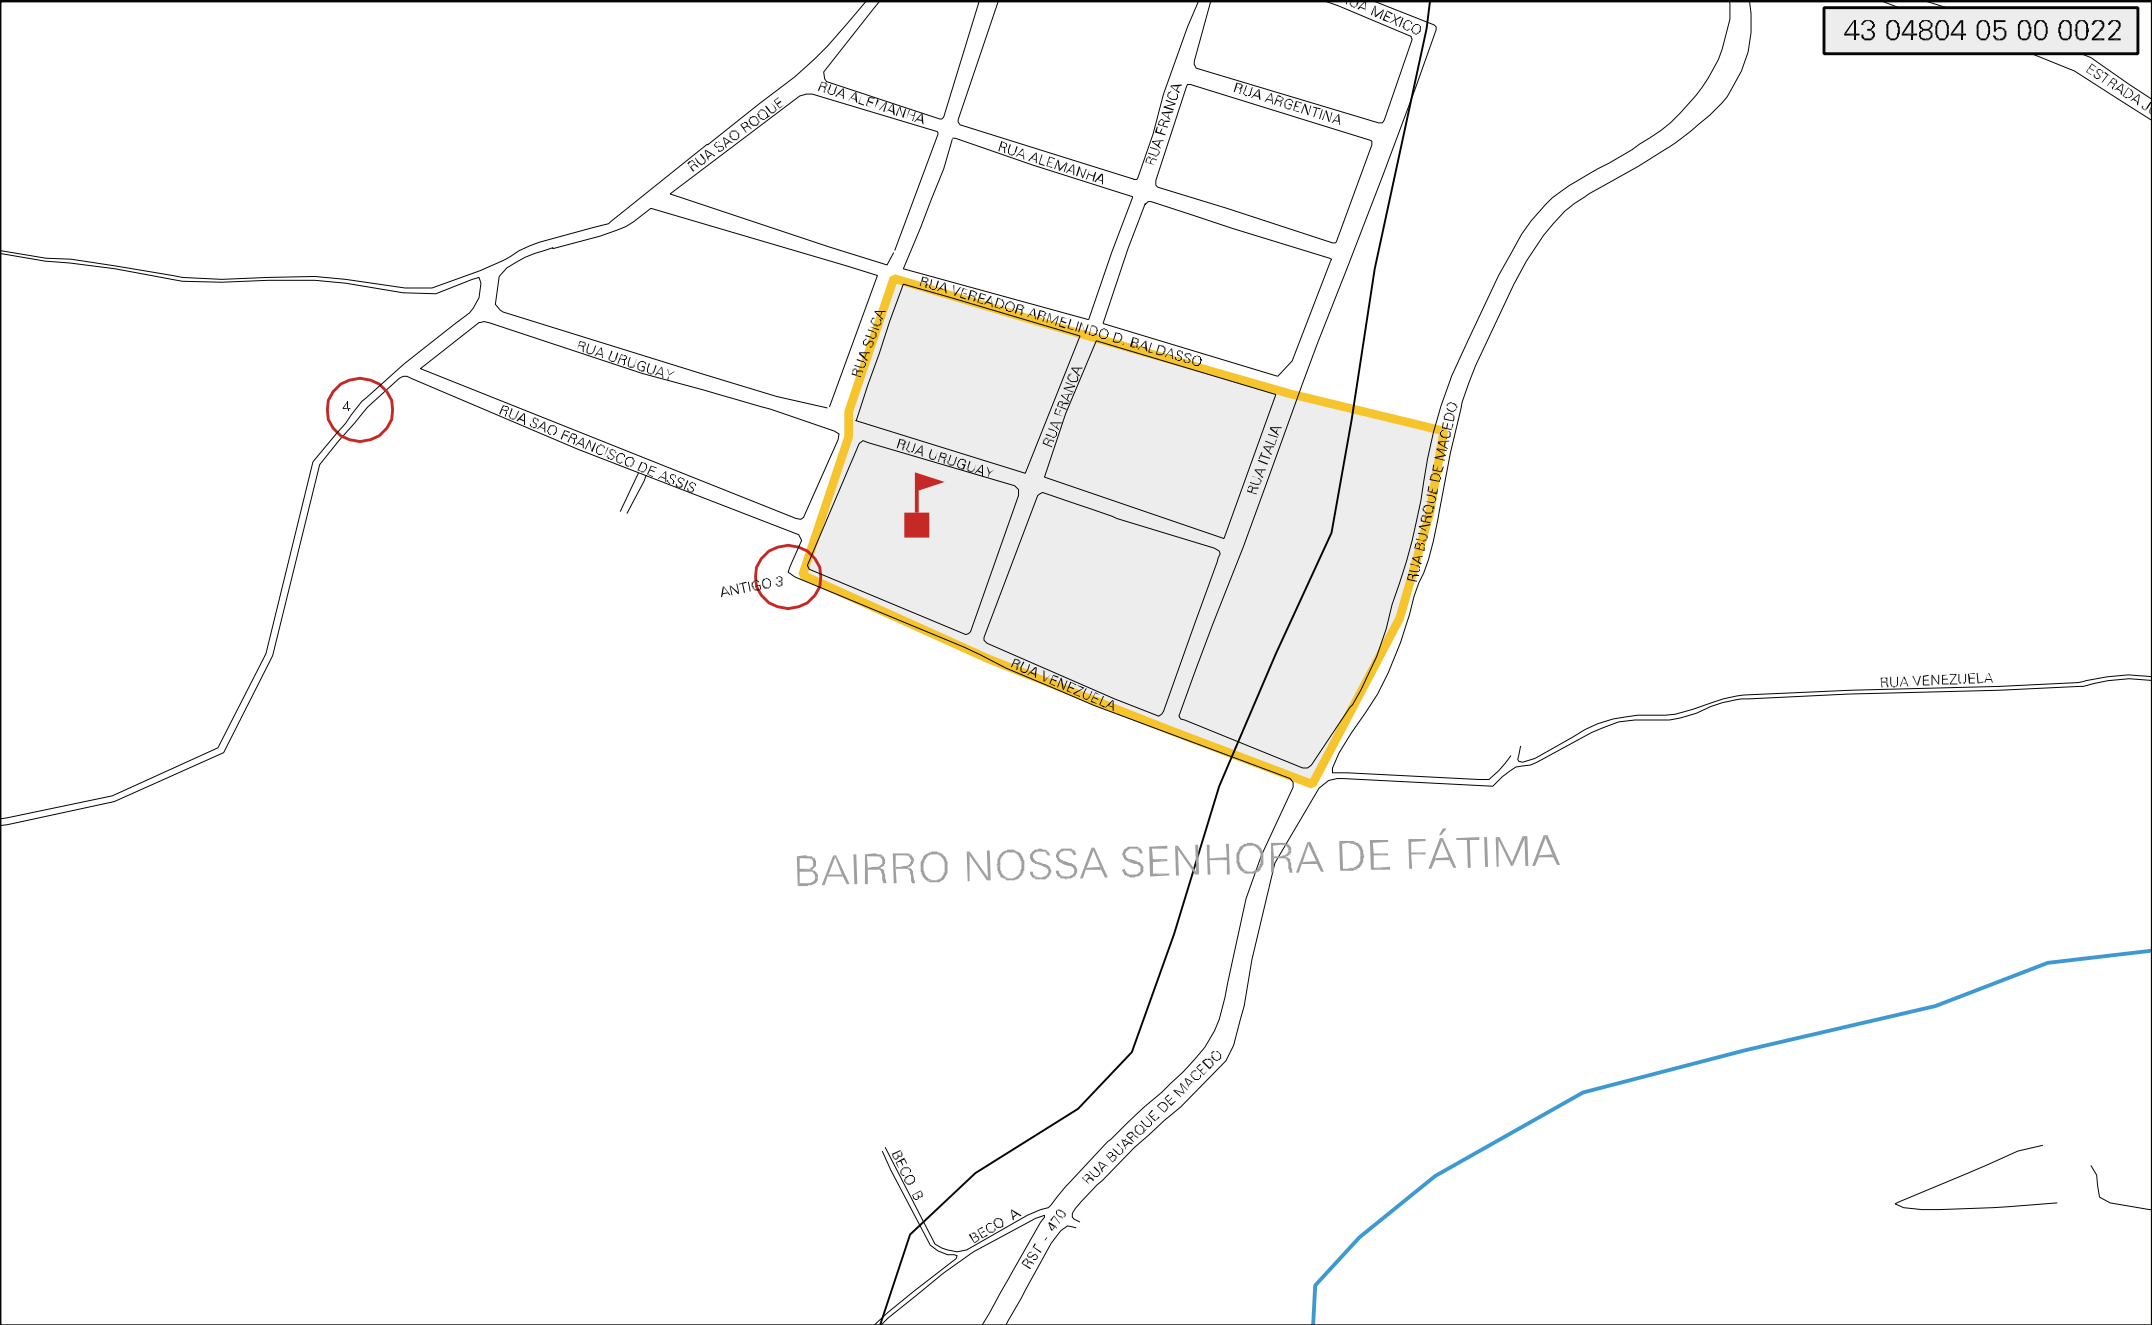 RUA MEXICO
43 04804 05 00 0022
RUA ALEMANHA
RUA SAO ROQUE
RUA FRANCA
RUA ARGENTINA
RUA ALEMANHA
RUA VEREADOR ARMELINDO D. BALDASSO
RUA SUICA
RUA URUGUAY
RUA FRANCA
4
RUA SAO FRANCISCO DE ASSIS
RUA URUGUAY
RUA ITALIA
RUA BUARQUE DE MACEDO
ANTIGO 3
RUA VENEZUELA
RUA VENEZUELA
BAIRRO NOSSA SENHORA DE FÁTIMA
RUA BUARQUE DE MACEDO
BECO B
BECO A
RST - 470
ESTRADA